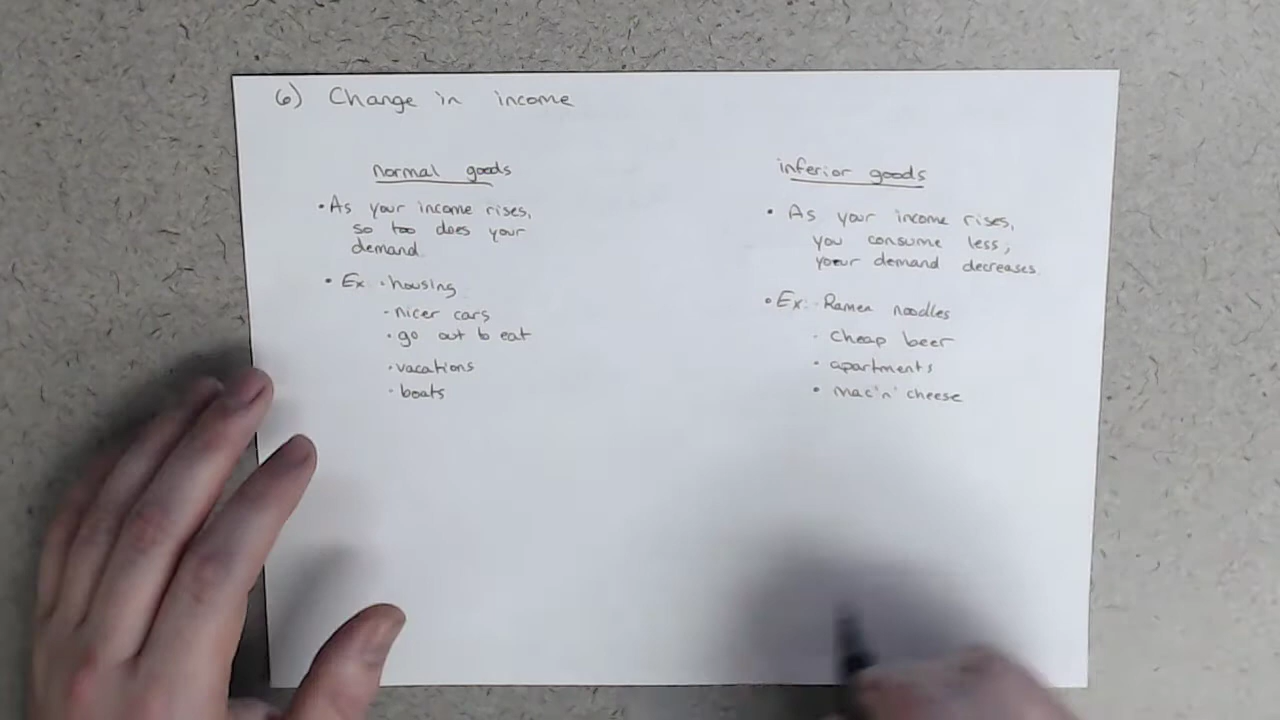 6) Change in income
normal goods
• As your income rises,
so too does your
demand.
• Ex: • housing
• nicer cars
• go out to eat
• vacations
• boats
inferior goods
• As your income rises,
you consume less,
your demand decreases.
• Ex: • Ramen noodles
• cheap beer
• apartments
• mac 'n' cheese